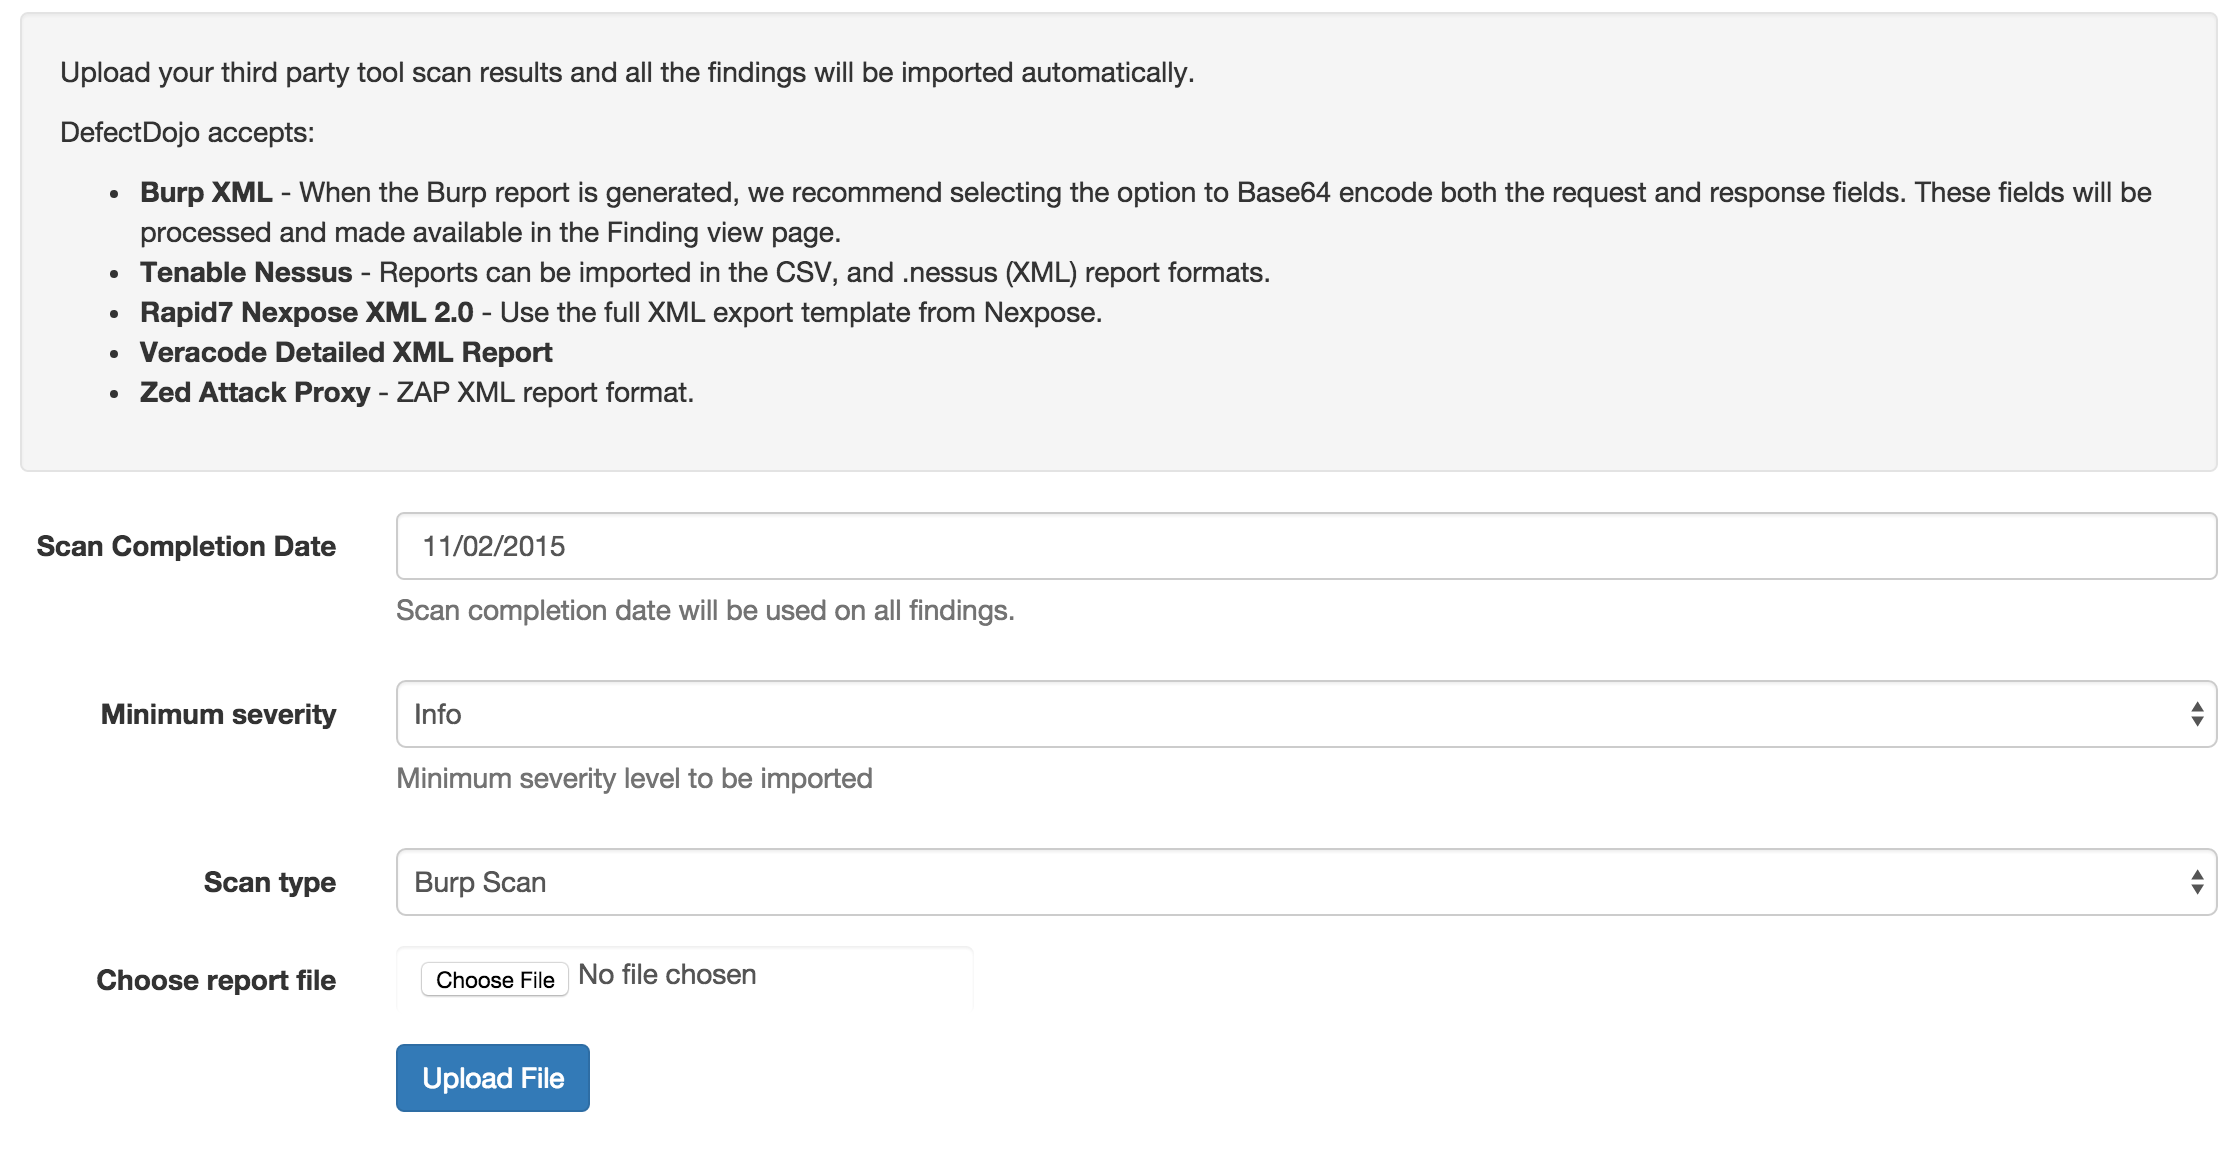 Upload your third party tool scan results and all the findings will be imported automatically.
DefectDojo accepts:
• Burp XML - When the Burp report is generated, we recommend selecting the option to Base64 encode both the request and response fields. These fields will be
processed and made available in the Finding view page.
• Tenable Nessus - Reports can be imported in the CSV, and .nessus (XML) report formats.
• Rapid7 Nexpose XML 2.0 - Use the full XML export template from Nexpose.
• Veracode Detailed XML Report
• Zed Attack Proxy - ZAP XML report format.
Scan Completion Date 11/02/2015
Scan completion date will be used on all findings.
Minimum severity Info
Minimum severity level to be imported
Scan type Burp Scan
Choose report file Choose File No file chosen
Upload File